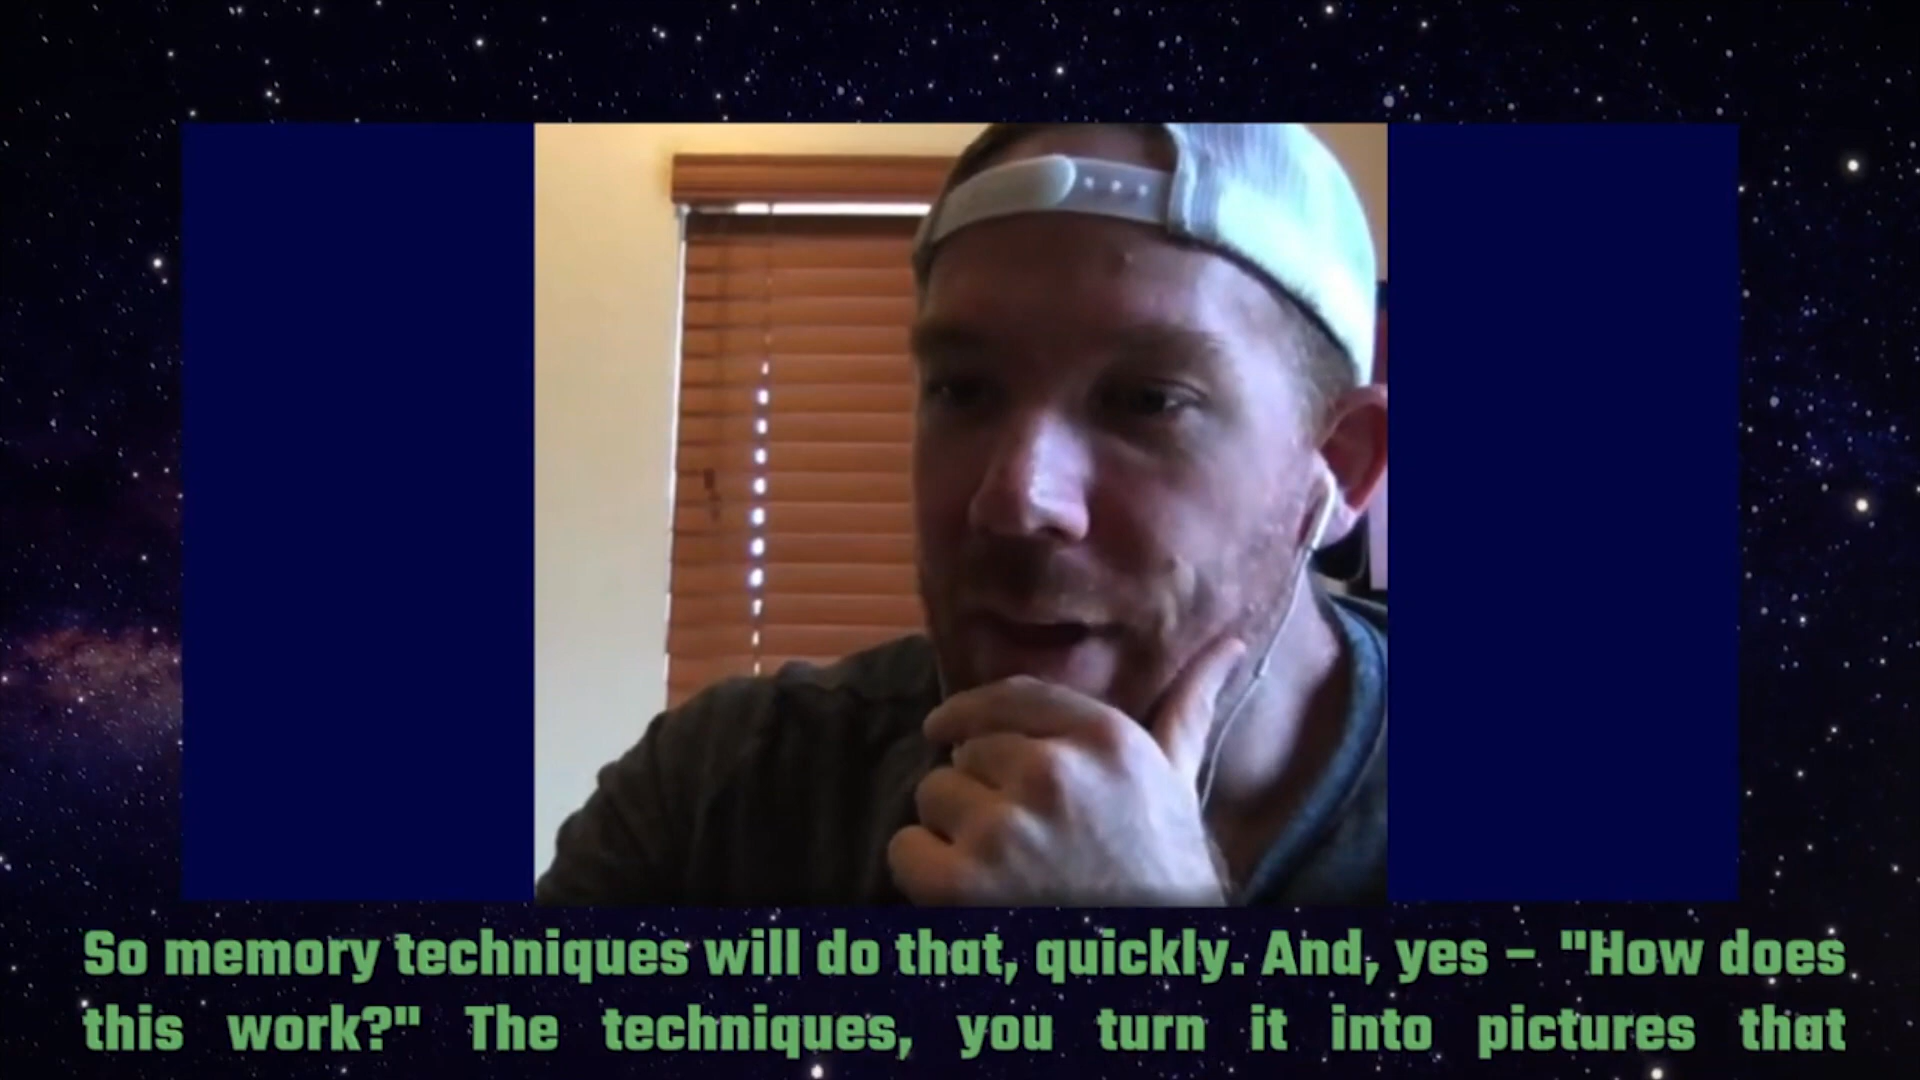 So memory techniques will do that, quickly. And, yes – "How does
this work?" The techniques, you turn it into pictures that